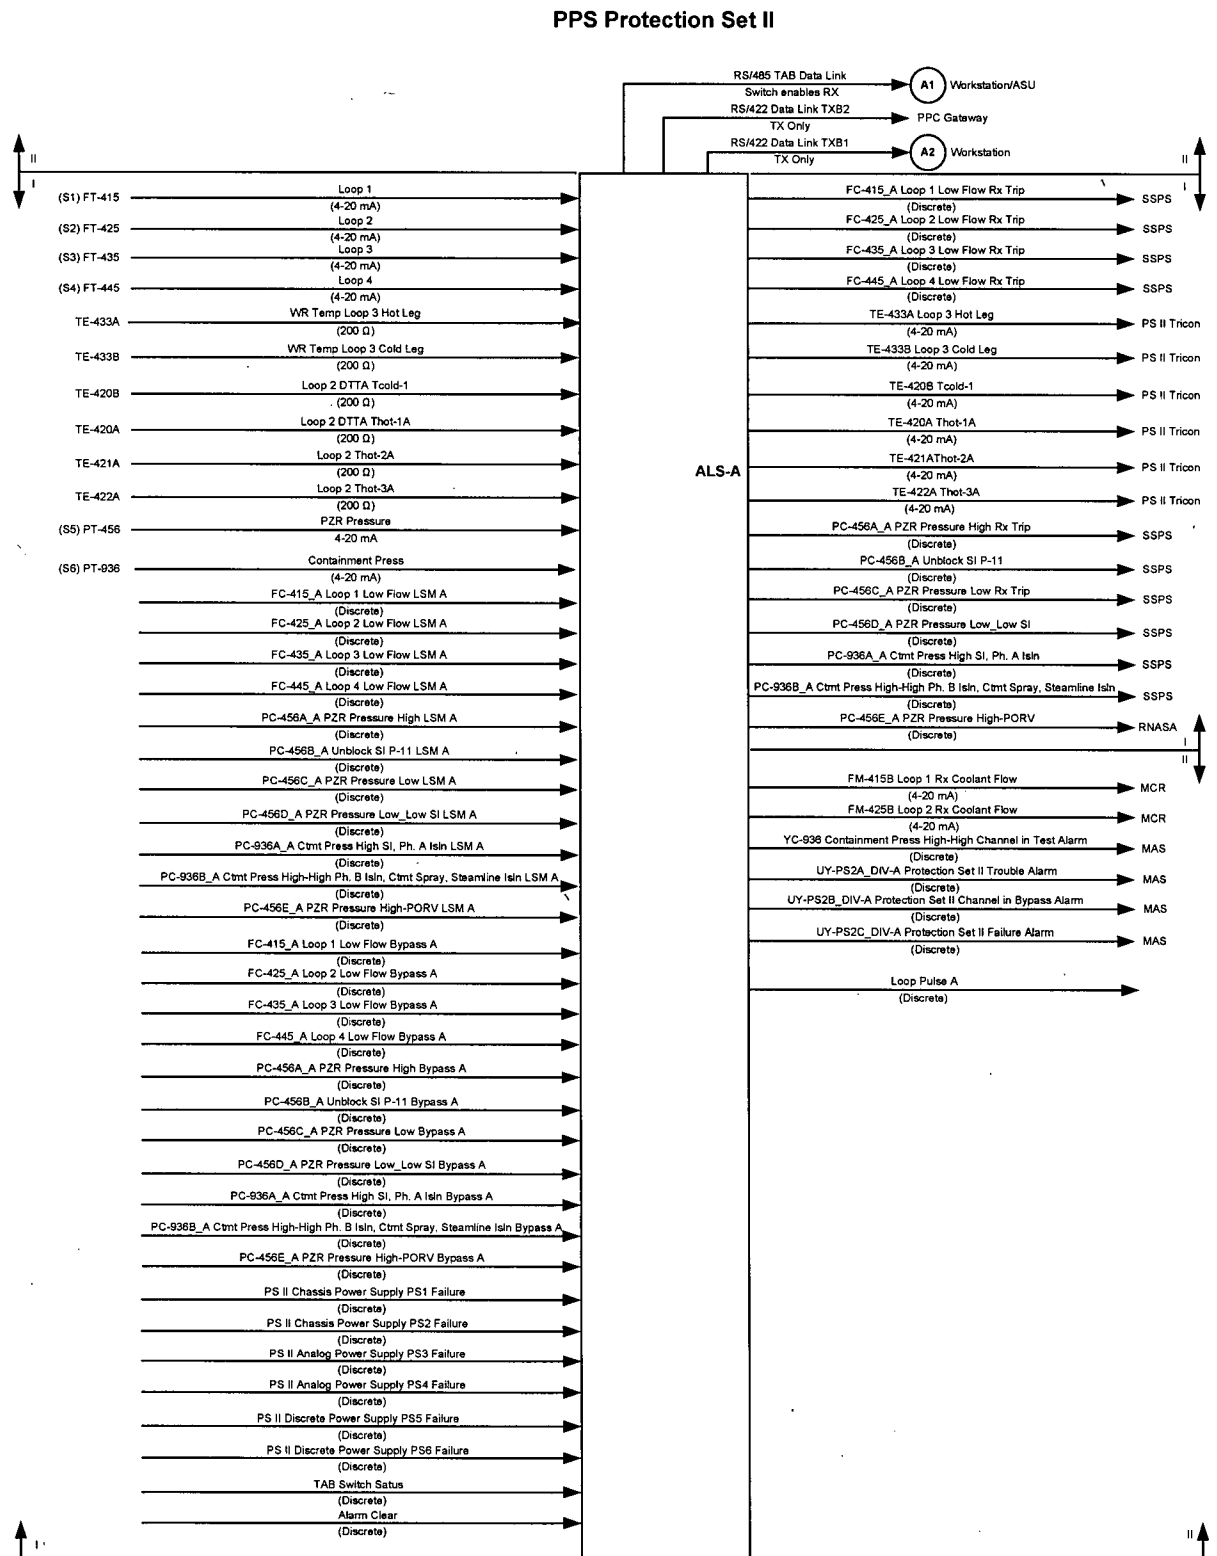 PPS Protection Set II
RS/485 TAB Data Link
Switch enables RX
A1
Workstation/ASU
RS/422 Data Link TXB2
TX Only
PPC Gateway
RS/422 Data Link TXB1
TX Only
A2
Workstation
II
I
II
I
(S1) FT-415
Loop 1
(4-20 mA)
(S2) FT-425
Loop 2
(4-20 mA)
(S3) FT-435
Loop 3
(4-20 mA)
(S4) FT-445
Loop 4
(4-20 mA)
TE-433A
WR Temp Loop 3 Hot Leg
(200 Ω)
TE-433B
WR Temp Loop 3 Cold Leg
(200 Ω)
TE-420B
Loop 2 DTTA Tcold-1
(200 Ω)
TE-420A
Loop 2 DTTA Thot-1A
(200 Ω)
TE-421A
Loop 2 Thot-2A
(200 Ω)
TE-422A
Loop 2 Thot-3A
(200 Ω)
(S5) PT-456
PZR Pressure
4-20 mA
(S6) PT-936
Containment Press
(4-20 mA)
FC-415_A Loop 1 Low Flow LSM A
(Discrete)
FC-425_A Loop 2 Low Flow LSM A
(Discrete)
FC-435_A Loop 3 Low Flow LSM A
(Discrete)
FC-445_A Loop 4 Low Flow LSM A
(Discrete)
PC-456A_A PZR Pressure High LSM A
(Discrete)
PC-456B_A Unblock SI P-11 LSM A
(Discrete)
PC-456C_A PZR Pressure Low LSM A
(Discrete)
PC-456D_A PZR Pressure Low_Low SI LSM A
(Discrete)
PC-936A_A Ctmt Press High SI, Ph. A Isln LSM A
(Discrete)
PC-936B_A Ctmt Press High-High Ph. B Isln, Ctmt Spray, Steamline Isln LSM A
(Discrete)
PC-456E_A PZR Pressure High-PORV LSM A
(Discrete)
FC-415_A Loop 1 Low Flow Bypass A
(Discrete)
FC-425_A Loop 2 Low Flow Bypass A
(Discrete)
FC-435_A Loop 3 Low Flow Bypass A
(Discrete)
FC-445_A Loop 4 Low Flow Bypass A
(Discrete)
PC-456A_A PZR Pressure High Bypass A
(Discrete)
PC-456B_A Unblock SI P-11 Bypass A
(Discrete)
PC-456C_A PZR Pressure Low Bypass A
(Discrete)
PC-456D_A PZR Pressure Low_Low SI Bypass A
(Discrete)
PC-936A_A Ctmt Press High SI, Ph. A Isln Bypass A
(Discrete)
PC-936B_A Ctmt Press High-High Ph. B Isln, Ctmt Spray, Steamline Isln Bypass A
(Discrete)
PC-456E_A PZR Pressure High-PORV Bypass A
(Discrete)
PS II Chassis Power Supply PS1 Failure
(Discrete)
PS II Chassis Power Supply PS2 Failure
(Discrete)
PS II Analog Power Supply PS3 Failure
(Discrete)
PS II Analog Power Supply PS4 Failure
(Discrete)
PS II Discrete Power Supply PS5 Failure
(Discrete)
PS II Discrete Power Supply PS6 Failure
(Discrete)
TAB Switch Satus
(Discrete)
Alarm Clear
(Discrete)
I
ALS-A
FC-415_A Loop 1 Low Flow Rx Trip
(Discrete)
SSPS
FC-425_A Loop 2 Low Flow Rx Trip
(Discrete)
SSPS
FC-435_A Loop 3 Low Flow Rx Trip
(Discrete)
SSPS
FC-445_A Loop 4 Low Flow Rx Trip
(Discrete)
SSPS
TE-433A Loop 3 Hot Leg
(4-20 mA)
PS II Tricon
TE-433B Loop 3 Cold Leg
(4-20 mA)
PS II Tricon
TE-420B Tcold-1
(4-20 mA)
PS II Tricon
TE-420A Thot-1A
(4-20 mA)
PS II Tricon
TE-421AThot-2A
(4-20 mA)
PS II Tricon
TE-422A Thot-3A
(4-20 mA)
PS II Tricon
PC-456A_A PZR Pressure High Rx Trip
(Discrete)
SSPS
PC-456B_A Unblock SI P-11
(Discrete)
SSPS
PC-456C_A PZR Pressure Low Rx Trip
(Discrete)
SSPS
PC-456D_A PZR Pressure Low_Low SI
(Discrete)
SSPS
PC-936A_A Ctmt Press High SI, Ph. A Isln
(Discrete)
SSPS
PC-936B_A Ctmt Press High-High Ph. B Isln, Ctmt Spray, Steamline Isln
(Discrete)
SSPS
PC-456E_A PZR Pressure High-PORV
(Discrete)
RNASA
I
II
FM-415B Loop 1 Rx Coolant Flow
(4-20 mA)
MCR
FM-425B Loop 2 Rx Coolant Flow
(4-20 mA)
MCR
YC-936 Containment Press High-High Channel in Test Alarm
(Discrete)
MAS
UY-PS2A_DIV-A Protection Set II Trouble Alarm
(Discrete)
MAS
UY-PS2B_DIV-A Protection Set II Channel in Bypass Alarm
(Discrete)
MAS
UY-PS2C_DIV-A Protection Set II Failure Alarm
(Discrete)
MAS
Loop Pulse A
(Discrete)
II